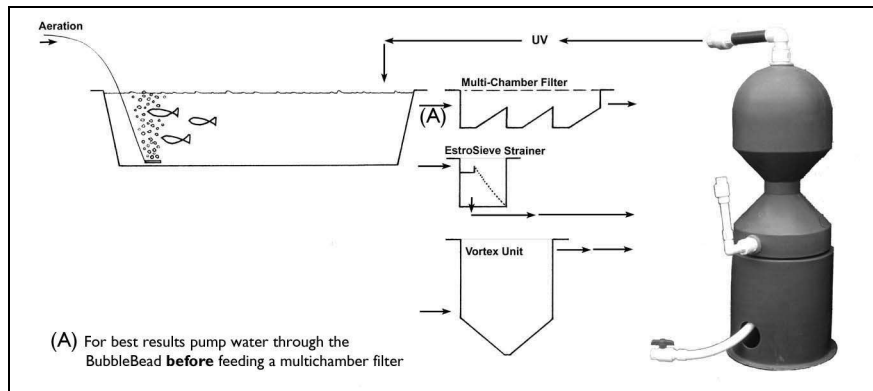 Aeration
UV
Multi-Chamber Filter
(A)
EstroSieve Strainer
Vortex Unit
(A) For best results pump water through the
BubbleBead before feeding a multichamber filter